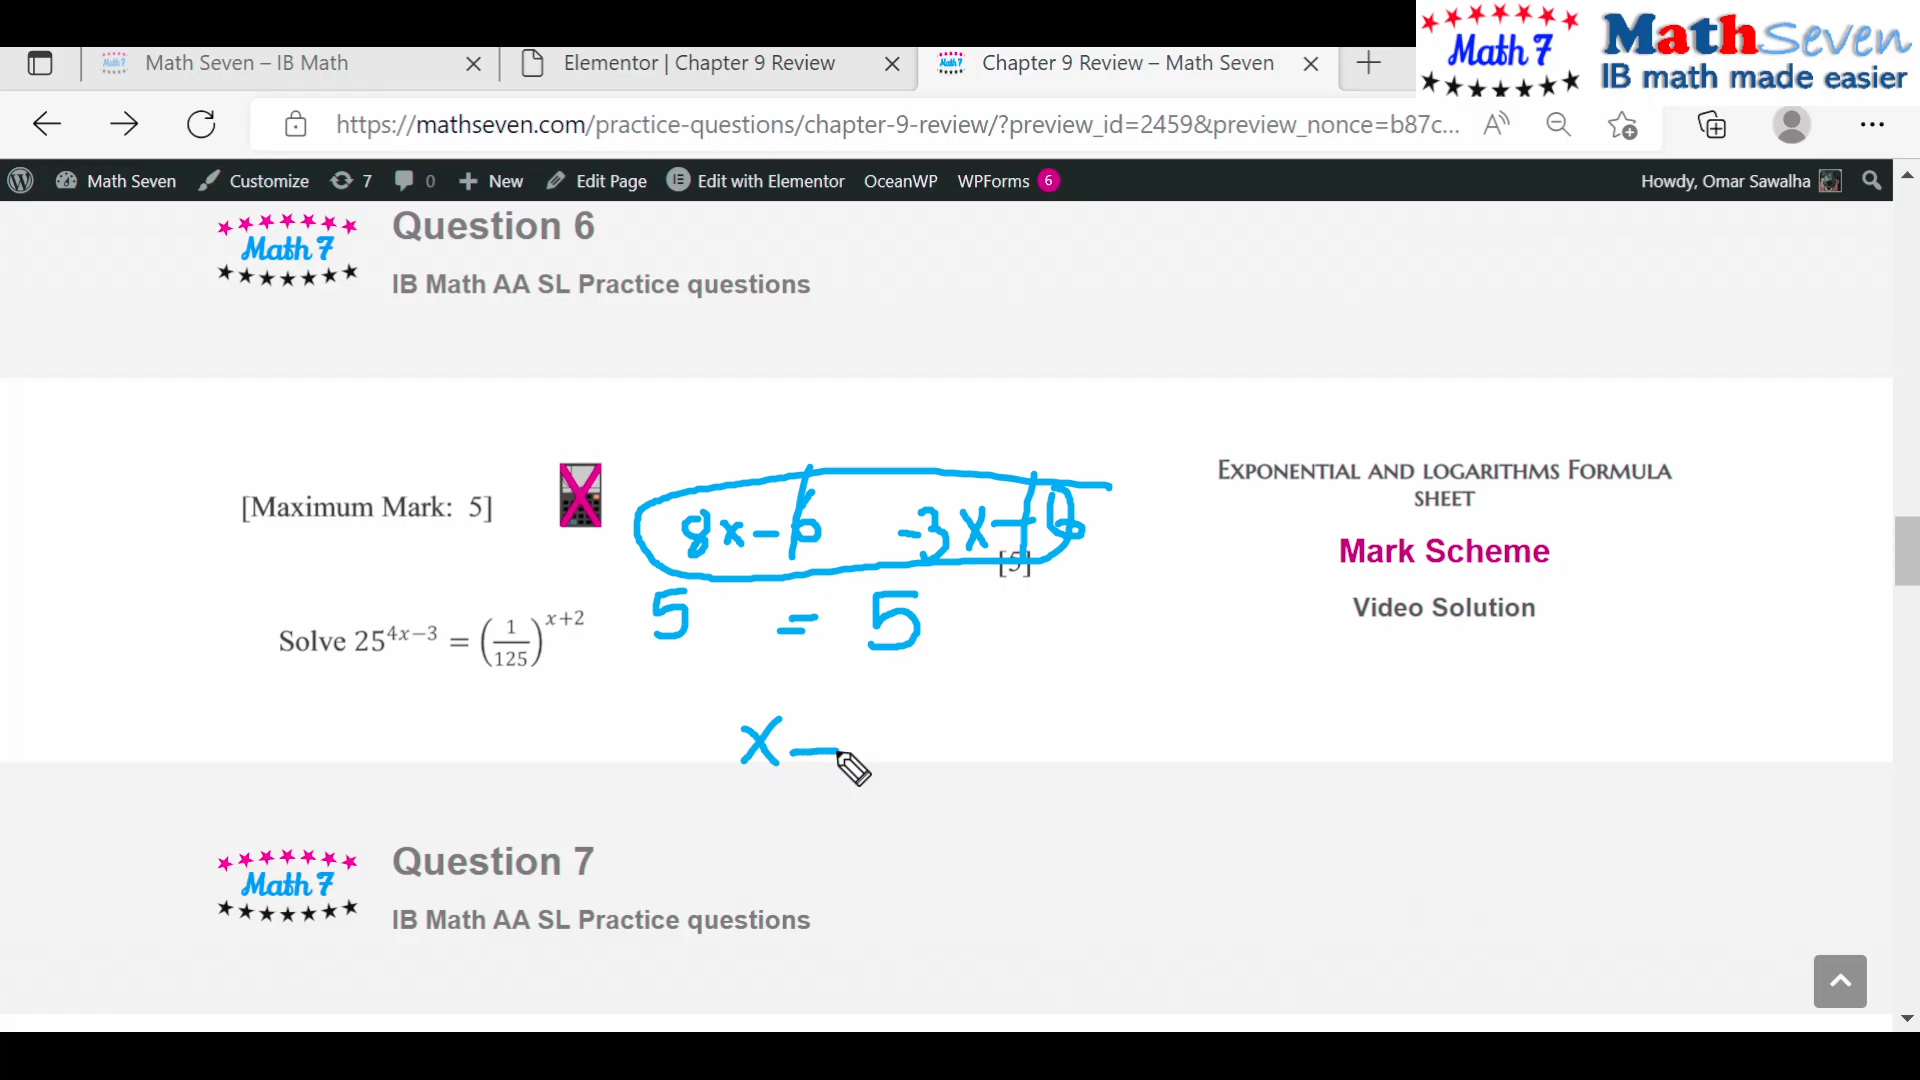 Math 7
MathSeven
IB math made easier
Math Seven – IB Math
Elementor | Chapter 9 Review
Chapter 9 Review – Math Seven
https://mathseven.com/practice-questions/chapter-9-review/?preview_id=2459&preview_nonce=b87c...
Math Seven Customize 7 0 New Edit Page Edit with Elementor OceanWP WPForms 6 Howdy, Omar Sawalha
Math 7
Question 6
IB Math AA SL Practice questions
[Maximum Mark: 5]
8x-6 -3x-6
[5]
5 = 5
Solve 25^{4x−3} = (1/125)^{x+2}
x –
Exponential and logarithms Formula
sheet
Mark Scheme
Video Solution
Math 7
Question 7
IB Math AA SL Practice questions